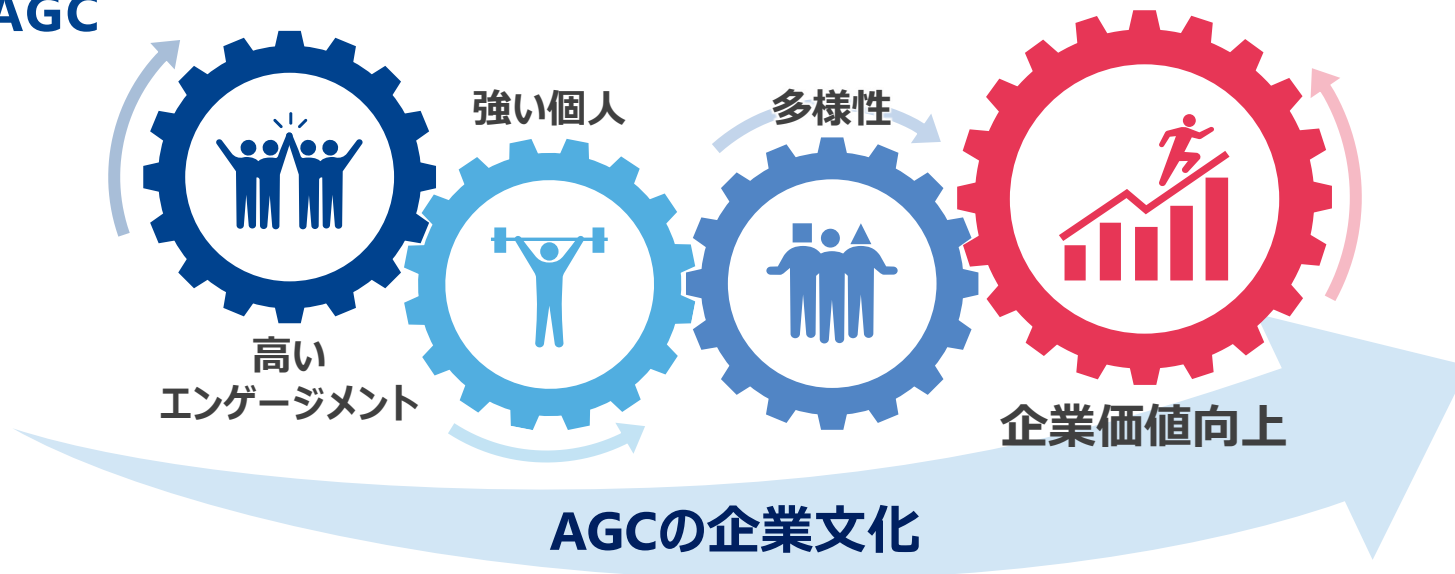 AGC
強い個人
多様性
高い
エンゲージメント
企業価値向上
AGCの企業文化